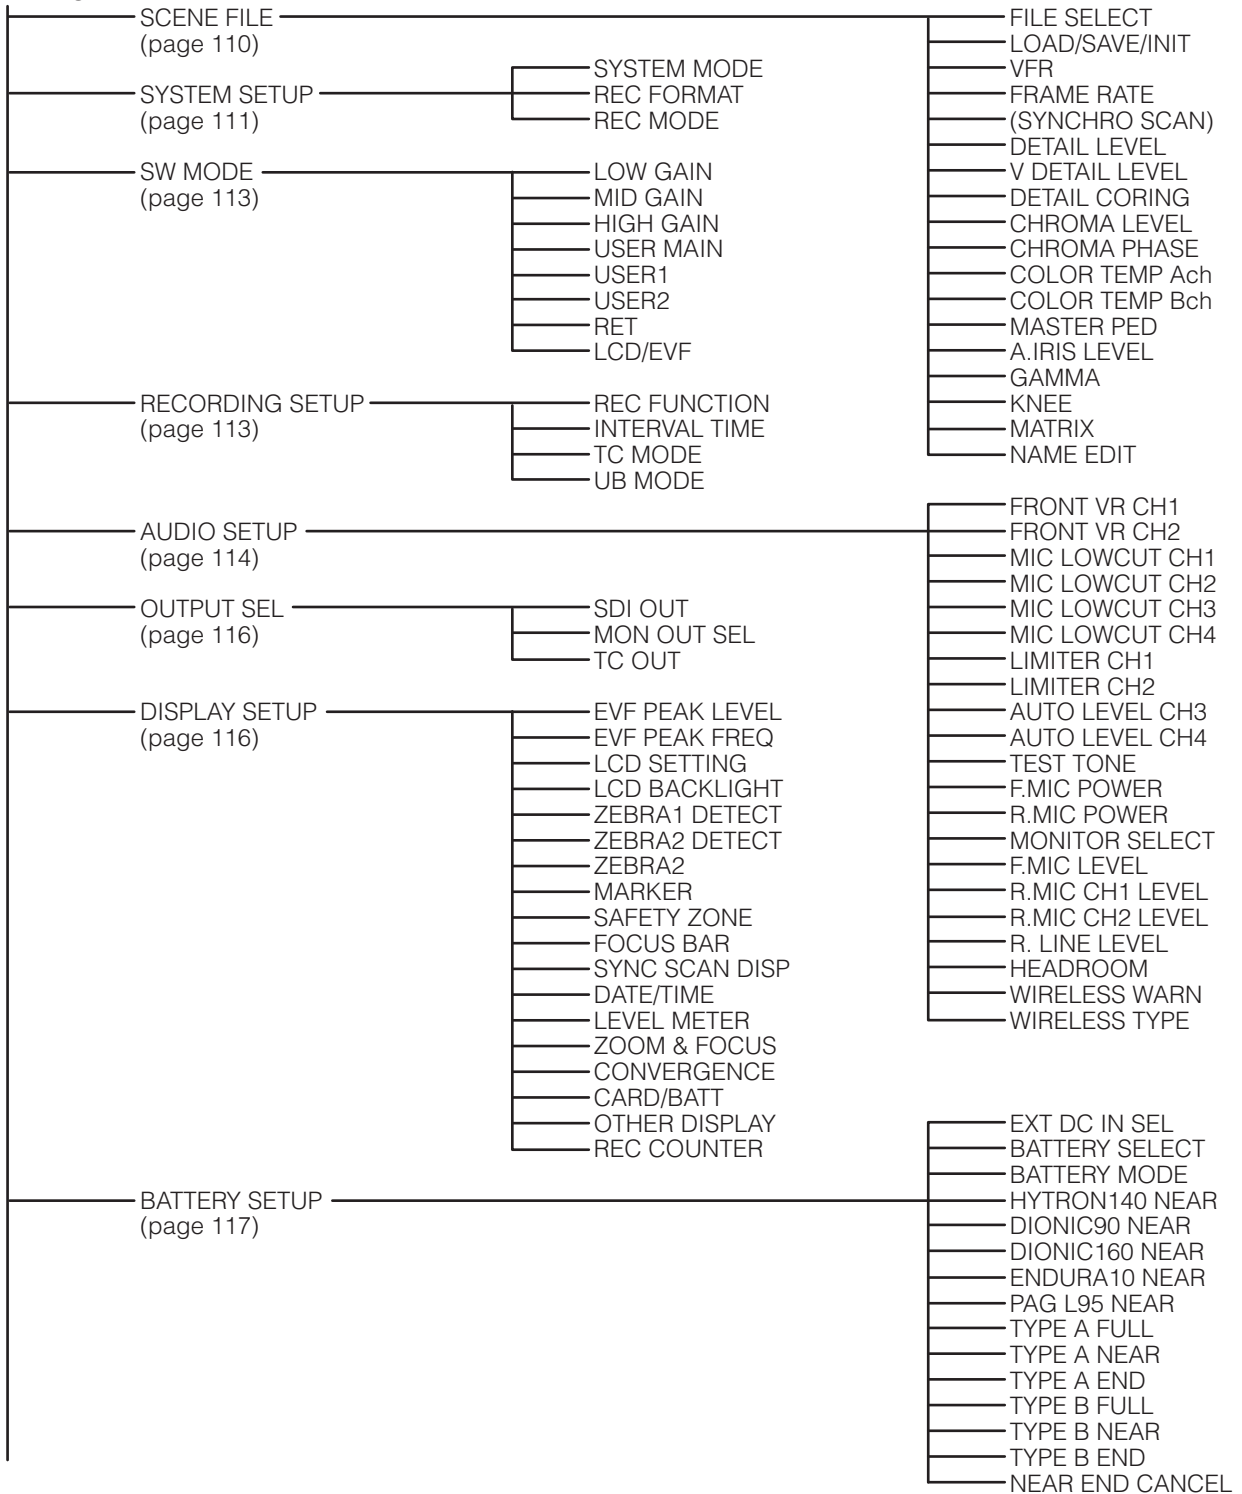 SCENE FILE
(page 110)
FILE SELECT
LOAD/SAVE/INIT
VFR
FRAME RATE
(SYNCHRO SCAN)
DETAIL LEVEL
V DETAIL LEVEL
DETAIL CORING
CHROMA LEVEL
CHROMA PHASE
COLOR TEMP Ach
COLOR TEMP Bch
MASTER PED
A.IRIS LEVEL
GAMMA
KNEE
MATRIX
NAME EDIT
SYSTEM SETUP
(page 111)
SYSTEM MODE
REC FORMAT
REC MODE
SW MODE
(page 113)
LOW GAIN
MID GAIN
HIGH GAIN
USER MAIN
USER1
USER2
RET
LCD/EVF
RECORDING SETUP
(page 113)
REC FUNCTION
INTERVAL TIME
TC MODE
UB MODE
AUDIO SETUP
(page 114)
FRONT VR CH1
FRONT VR CH2
MIC LOWCUT CH1
MIC LOWCUT CH2
MIC LOWCUT CH3
MIC LOWCUT CH4
LIMITER CH1
LIMITER CH2
AUTO LEVEL CH3
AUTO LEVEL CH4
TEST TONE
F.MIC POWER
R.MIC POWER
MONITOR SELECT
F.MIC LEVEL
R.MIC CH1 LEVEL
R.MIC CH2 LEVEL
R. LINE LEVEL
HEADROOM
WIRELESS WARN
WIRELESS TYPE
OUTPUT SEL
(page 116)
SDI OUT
MON OUT SEL
TC OUT
DISPLAY SETUP
(page 116)
EVF PEAK LEVEL
EVF PEAK FREQ
LCD SETTING
LCD BACKLIGHT
ZEBRA1 DETECT
ZEBRA2 DETECT
ZEBRA2
MARKER
SAFETY ZONE
FOCUS BAR
SYNC SCAN DISP
DATE/TIME
LEVEL METER
ZOOM & FOCUS
CONVERGENCE
CARD/BATT
OTHER DISPLAY
REC COUNTER
BATTERY SETUP
(page 117)
EXT DC IN SEL
BATTERY SELECT
BATTERY MODE
HYTRON140 NEAR
DIONIC90 NEAR
DIONIC160 NEAR
ENDURA10 NEAR
PAG L95 NEAR
TYPE A FULL
TYPE A NEAR
TYPE A END
TYPE B FULL
TYPE B NEAR
TYPE B END
NEAR END CANCEL